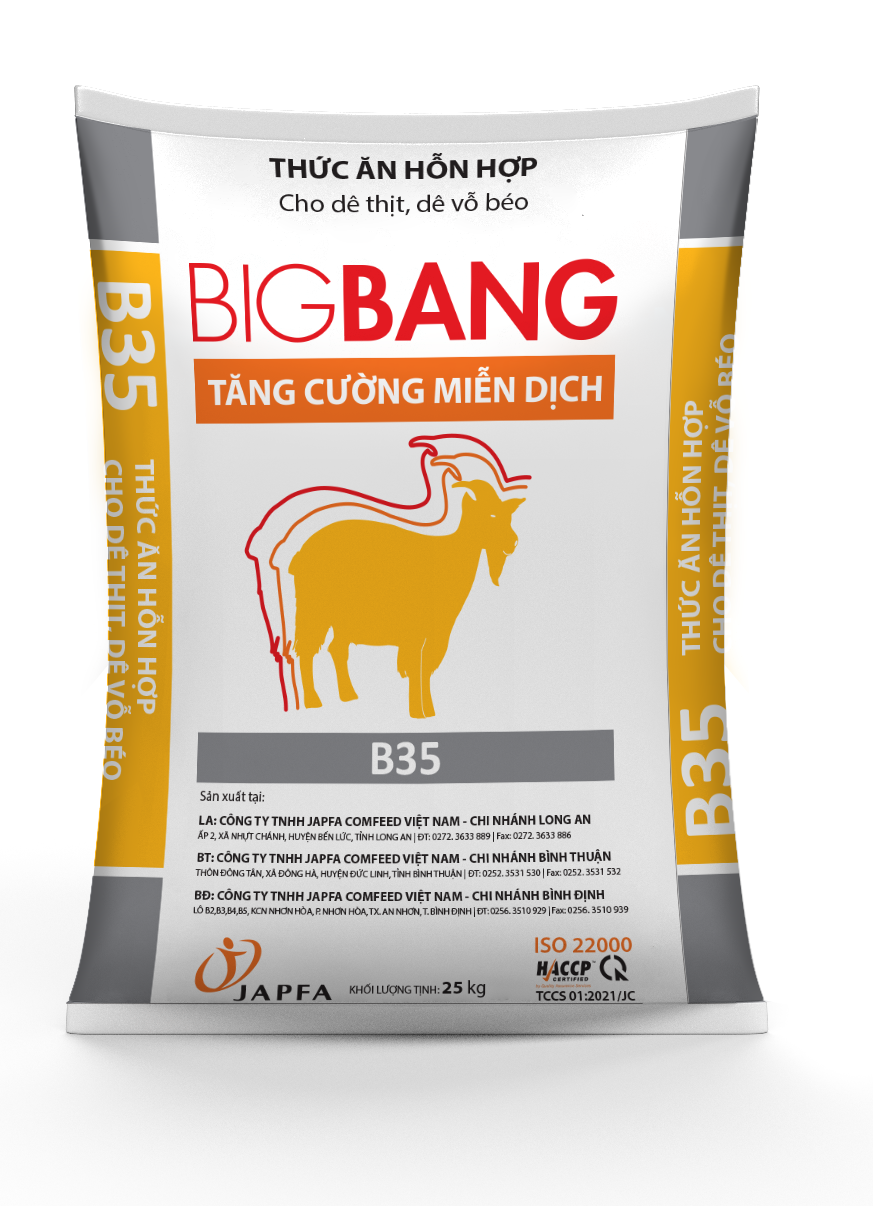 THỨC ĂN HỖN HỢP
Cho dê thịt, dê vỗ béo
BIGBANG
TĂNG CƯỜNG MIỄN DỊCH
B35
Sản xuất tại:
LA: CÔNG TY TNHH JAPFA COMFEED VIỆT NAM - CHI NHÁNH LONG AN
ẤP 2, XÃ NHỰT CHÁNH, HUYỆN BẾN LỨC, TỈNH LONG AN | ĐT: 0272. 3633 889 | Fax: 0272. 3633 886
BT: CÔNG TY TNHH JAPFA COMFEED VIỆT NAM - CHI NHÁNH BÌNH THUẬN
THÔN ĐÔNG TÂN, XÃ ĐÔNG HÀ, HUYỆN ĐỨC LINH, TỈNH BÌNH THUẬN | ĐT: 0252. 3531 530 | Fax: 0252. 3531 532
BĐ: CÔNG TY TNHH JAPFA COMFEED VIỆT NAM - CHI NHÁNH BÌNH ĐỊNH
LÔ B2,B3,B4,B5, KCN NHƠN HÒA, P. NHƠN HÒA, TX. AN NHƠN, T. BÌNH ĐỊNH | ĐT: 0256. 3510 929 | Fax: 0256. 3510 939
JAPFA
KHỐI LƯỢNG TỊNH: 25 kg
ISO 22000
HACCP
CERTIFIED
TCCS 01:2021/JC
B35
THỨC ĂN HỖN HỢP
CHO DÊ THỊT, DÊ VỖ BÉO
B35
THỨC ĂN HỖN HỢP
CHO DÊ THỊT, DÊ VỖ BÉO